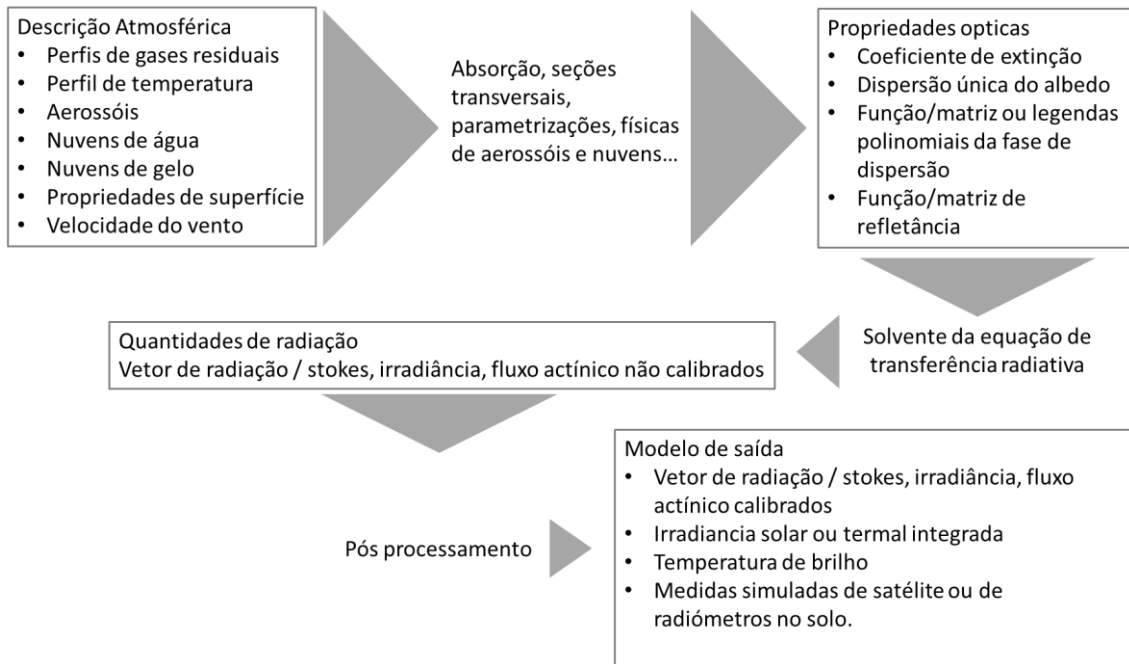 Descrição Atmosférica
• Perfis de gases residuais
• Perfil de temperatura
• Aerossóis
• Nuvens de água
• Nuvens de gelo
• Propriedades de superfície
• Velocidade do vento
Absorção, seções
transversais,
parametrizações, físicas
de aerossóis e nuvens...
Propriedades opticas
• Coeficiente de extinção
• Dispersão única do albedo
• Função/matriz ou legendas
polinomiais da fase de
dispersão
• Função/matriz de
refletância
Solvente da equação de
transferência radiativa
Quantidades de radiação
Vetor de radiação / stokes, irradiância, fluxo actínico não calibrados
Pós processamento
Modelo de saída
• Vetor de radiação / stokes, irradiância, fluxo
actínico calibrados
• Irradiancia solar ou termal integrada
• Temperatura de brilho
• Medidas simuladas de satélite ou de
radiómetros no solo.